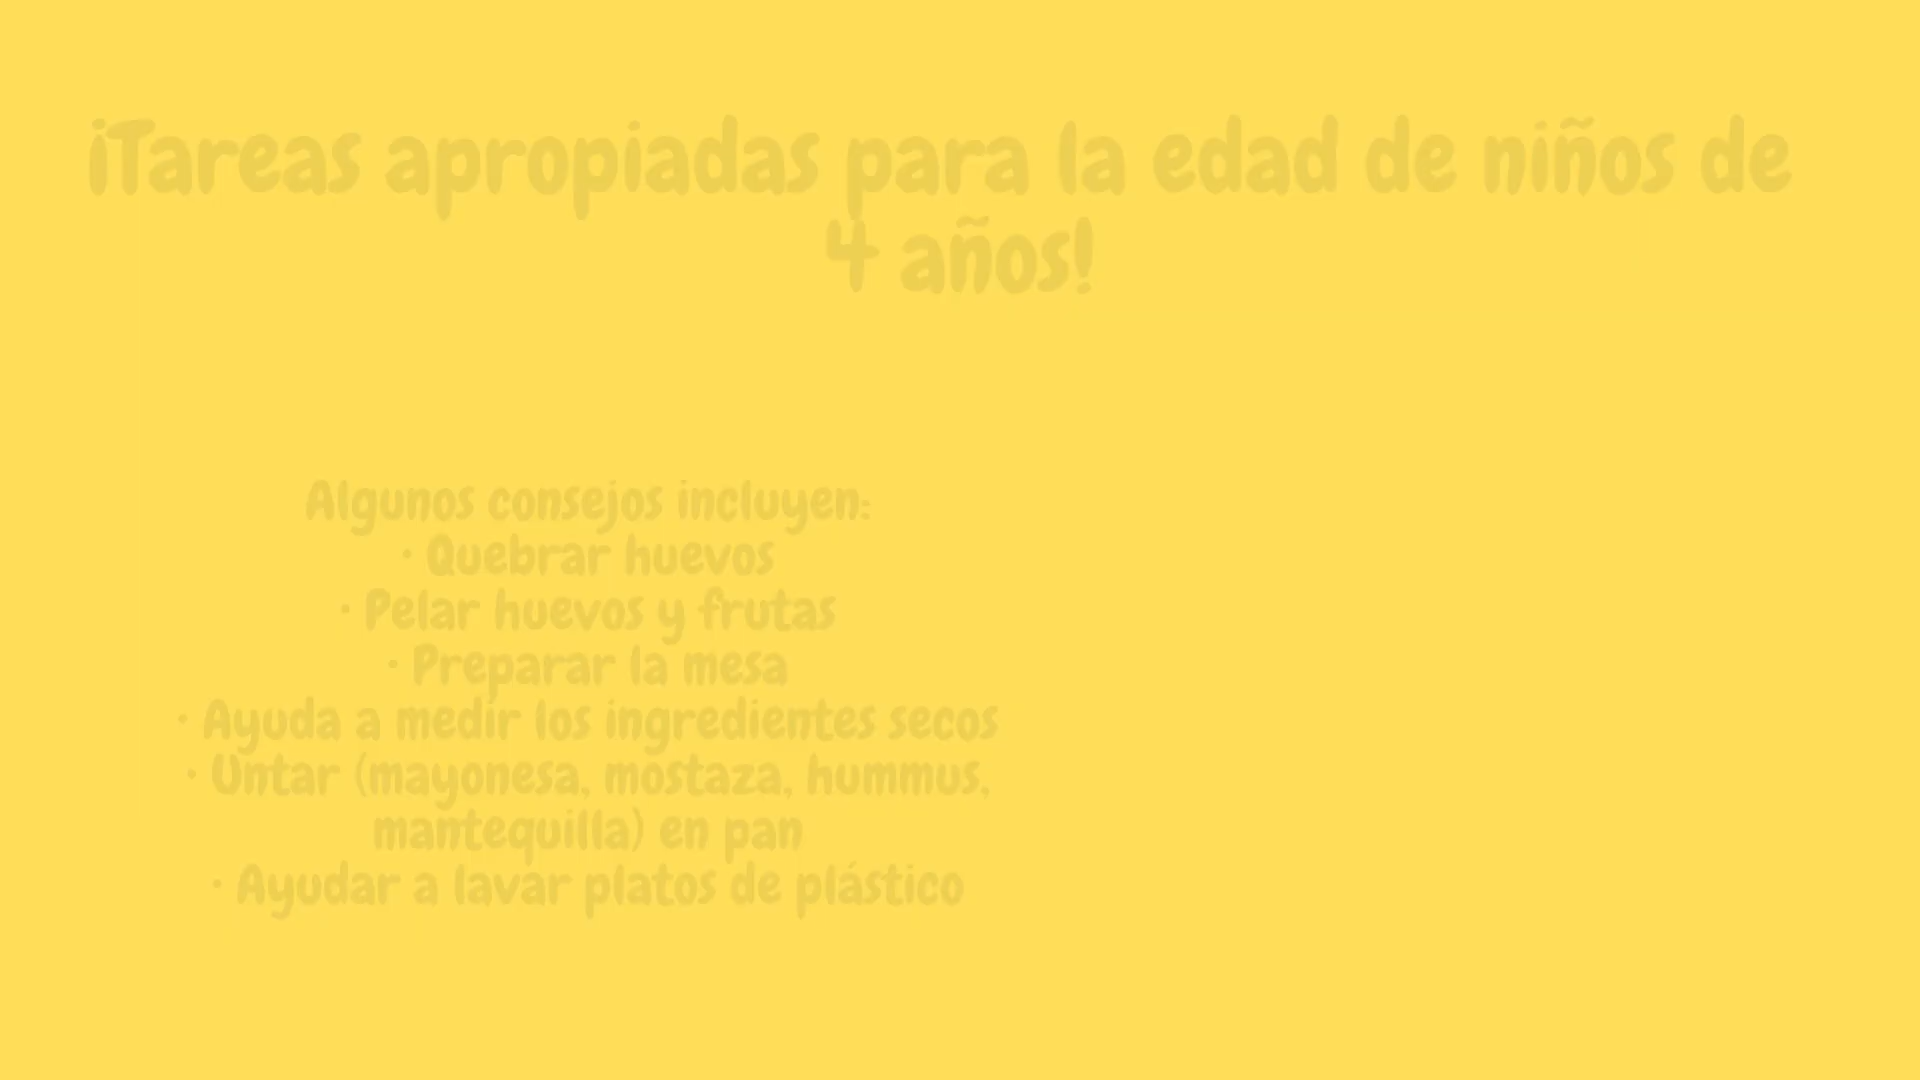 ¡Tareas apropiadas para la edad de niños de
4 años!
Algunos consejos incluyen:
· Quebrar huevos
· Pelar huevos y frutas
· Preparar la mesa
· Ayuda a medir los ingredientes secos
· Untar (mayonesa, mostaza, hummus,
mantequilla) en pan
· Ayudar a lavar platos de plástico